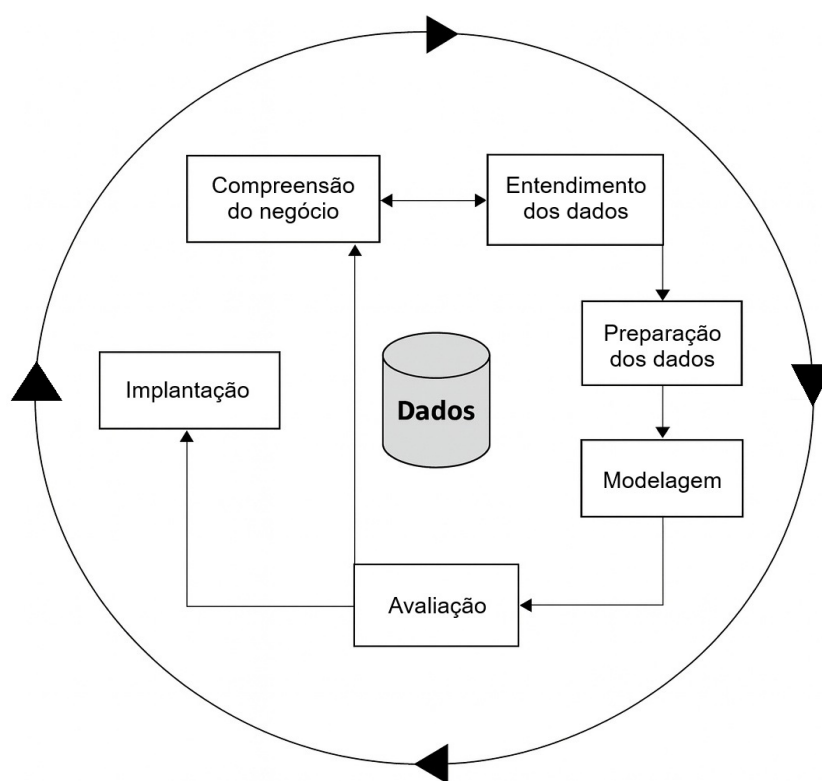 Compreensão
do negócio
Entendimento
dos dados
Preparação
dos dados
Implantação
Dados
Modelagem
Avaliação